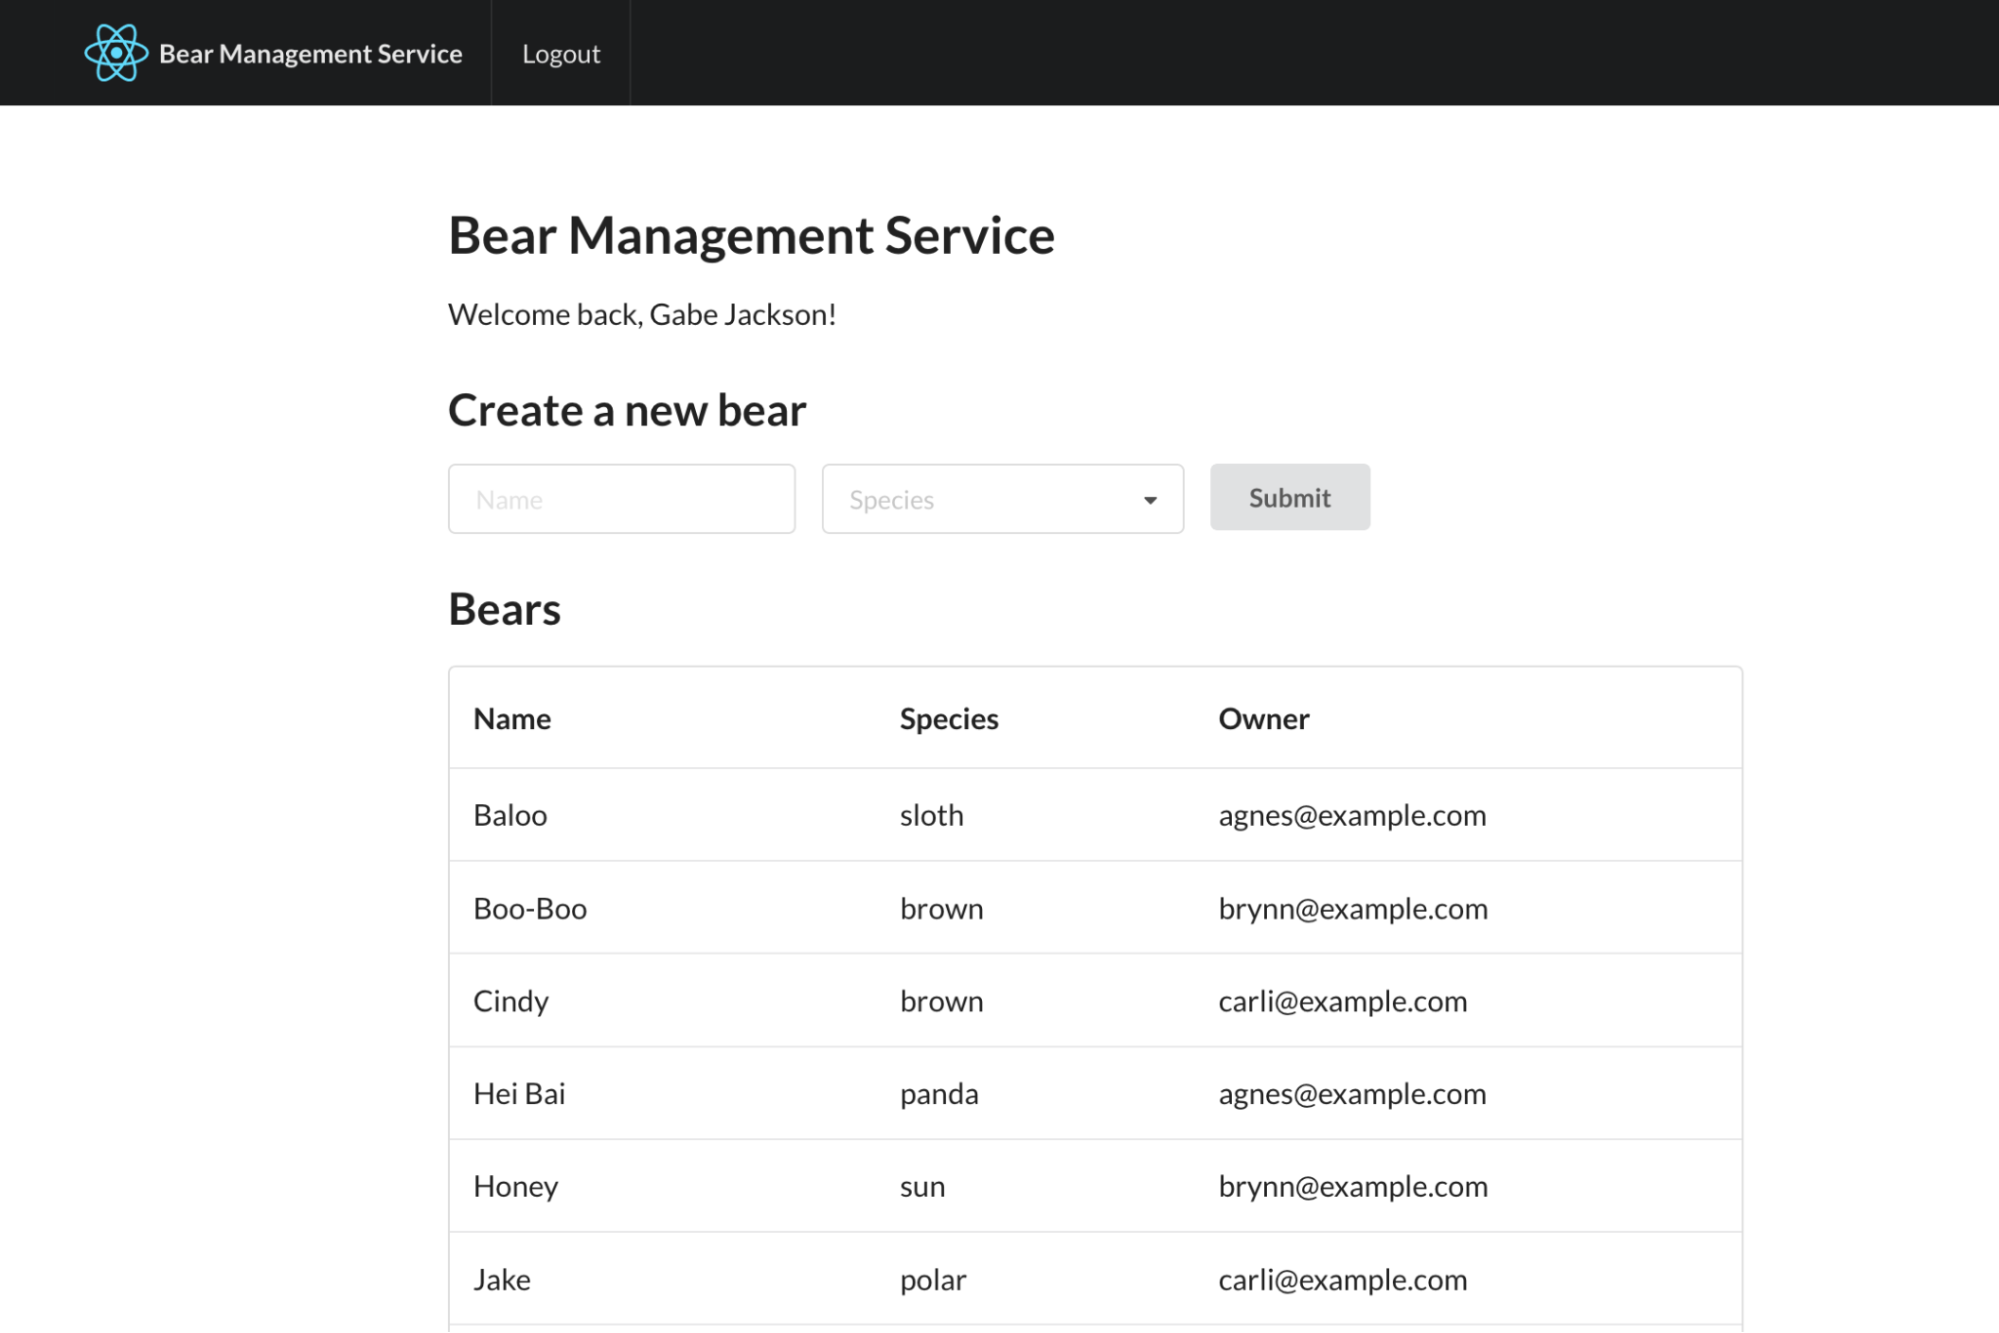 Bear Management Service Logout
Bear Management Service
Welcome back, Gabe Jackson!
Create a new bear
Name Species Submit
Bears
Name Species Owner
Baloo sloth agnes@example.com
Boo-Boo brown brynn@example.com
Cindy brown carli@example.com
Hei Bai panda agnes@example.com
Honey sun brynn@example.com
Jake polar carli@example.com